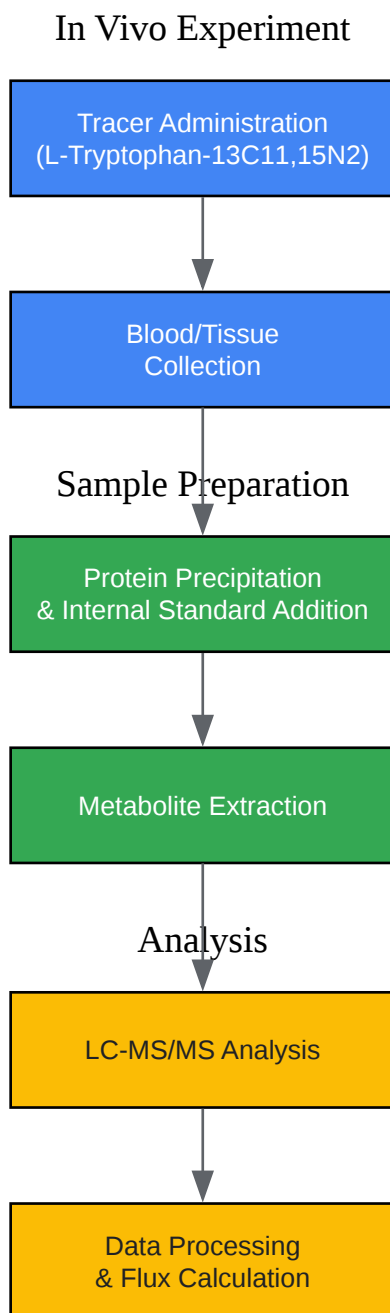 In Vivo Experiment
Tracer Administration
(L-Tryptophan-13C11,15N2)
Blood/Tissue
Collection
Sample Preparation
Protein Precipitation
& Internal Standard Addition
Metabolite Extraction
Analysis
LC-MS/MS Analysis
Data Processing
& Flux Calculation